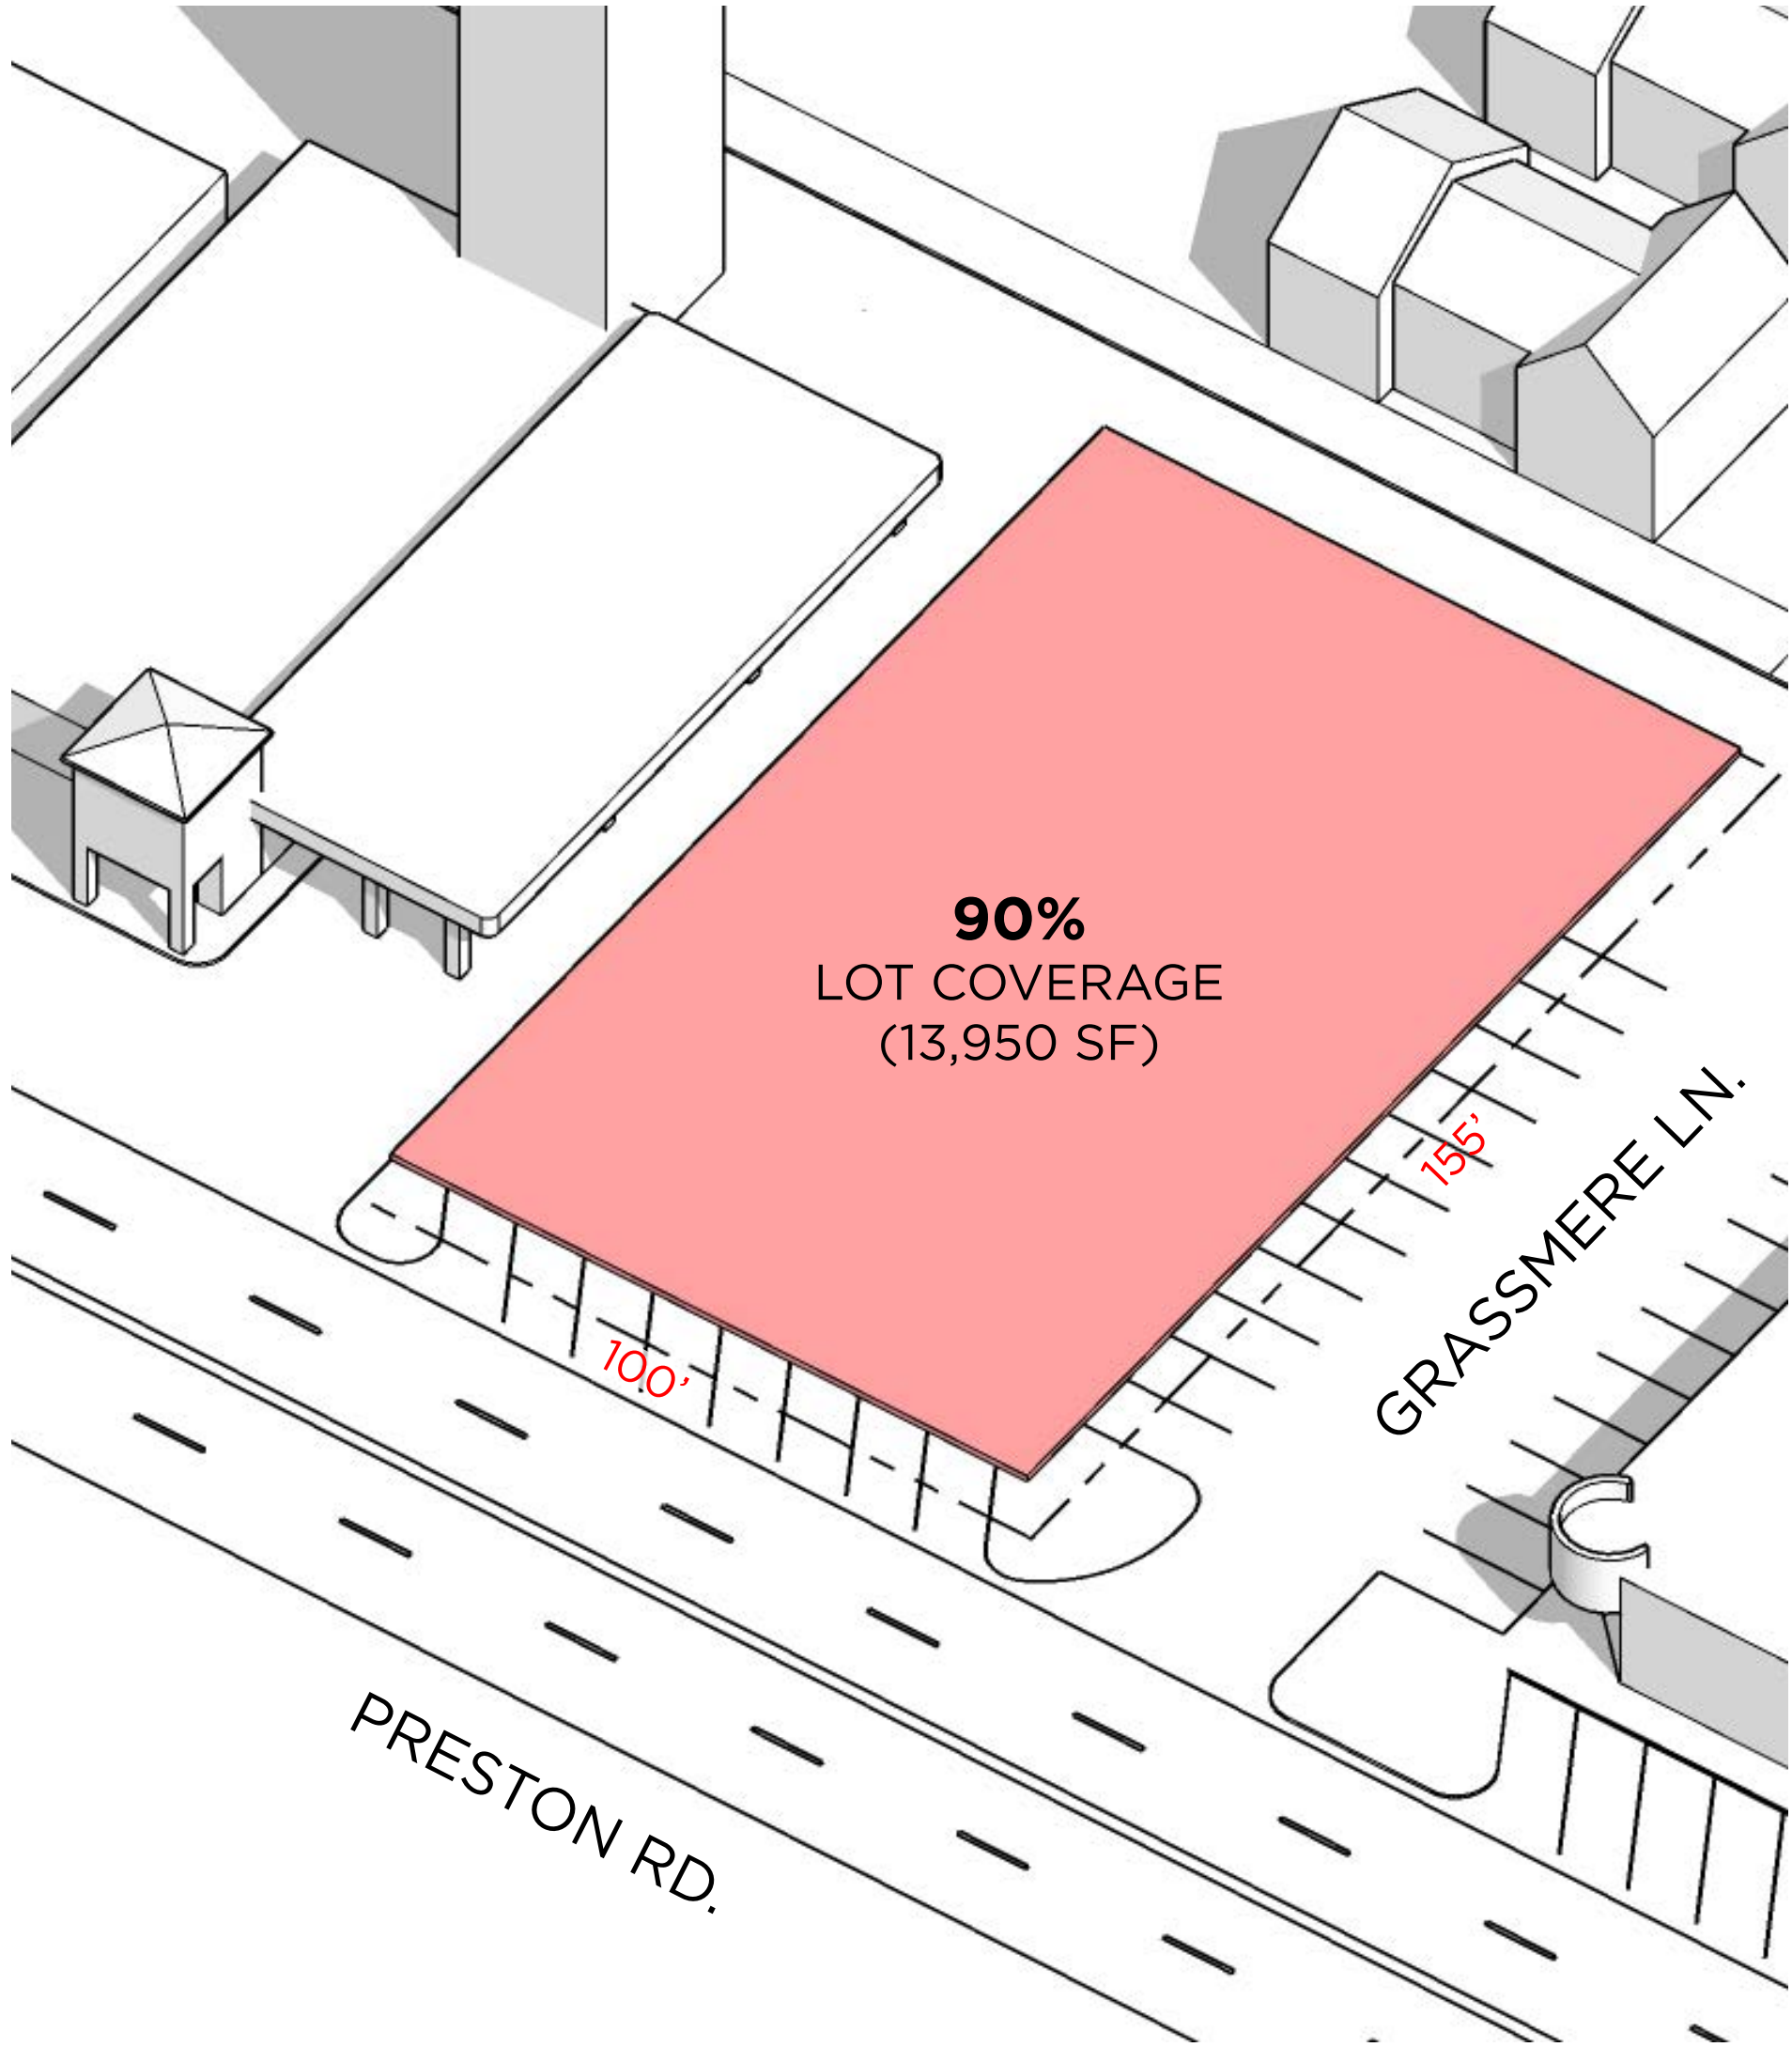 90%
LOT COVERAGE
(13,950 SF)
155’
GRASSMERE LN.
100’
PRESTON RD.